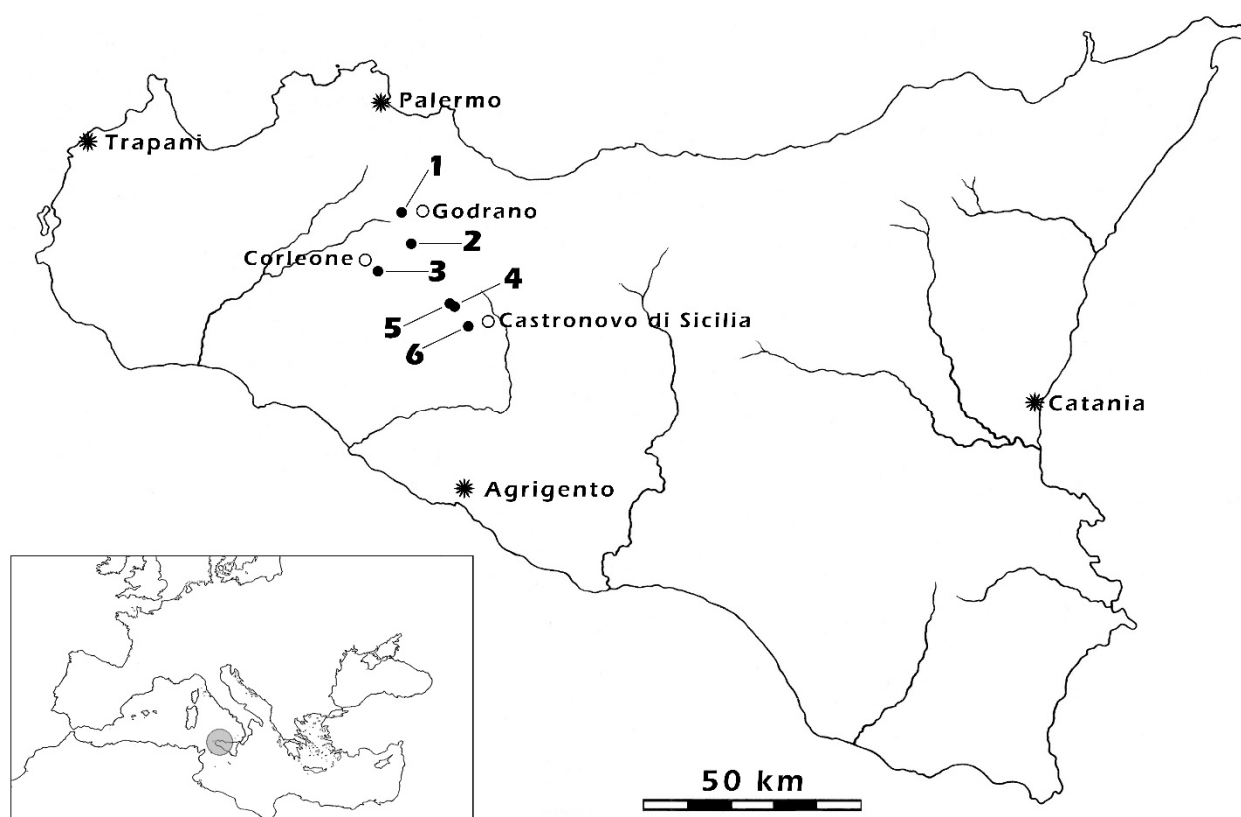 Palermo
Trapani
1
Godrano
2
Corleone
3
4
5
Castronovo di Sicilia
6
Catania
Agrigento
50 km